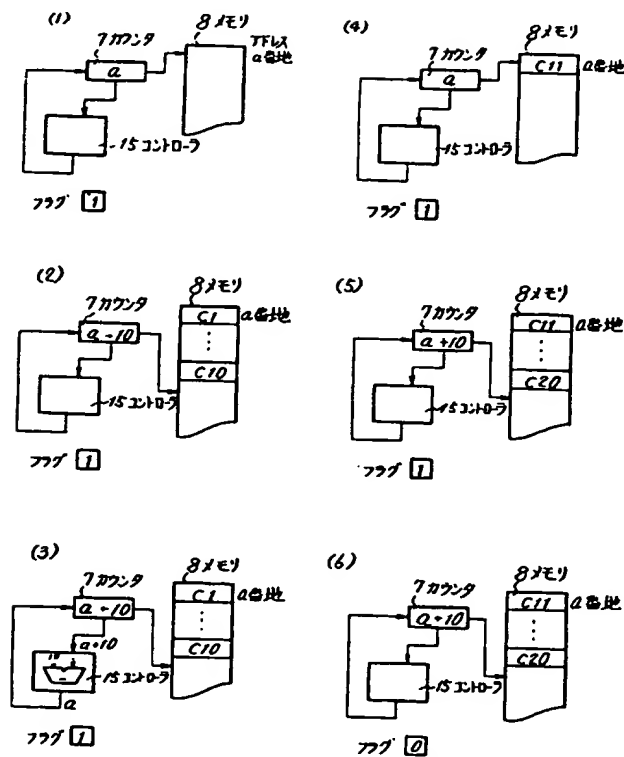 (1)
8メモリ
アドレス
a番地
7カウンタ
a
15コントローラ
フラグ 1
(2)
8メモリ
7カウンタ
C1
a番地
a+10
⋮
C10
15コントローラ
フラグ 1
(3)
8メモリ
7カウンタ
C1
a番地
a+10
⋮
a+10
C10
15コントローラ
a
フラグ 1
(4)
8メモリ
7カウンタ
C11
a番地
a
15コントローラ
フラグ 1
(5)
8メモリ
7カウンタ
C11
a番地
a+10
⋮
C20
15コントローラ
フラグ 1
(6)
8メモリ
7カウンタ
C11
a番地
a+10
⋮
C20
15コントローラ
フラグ 0